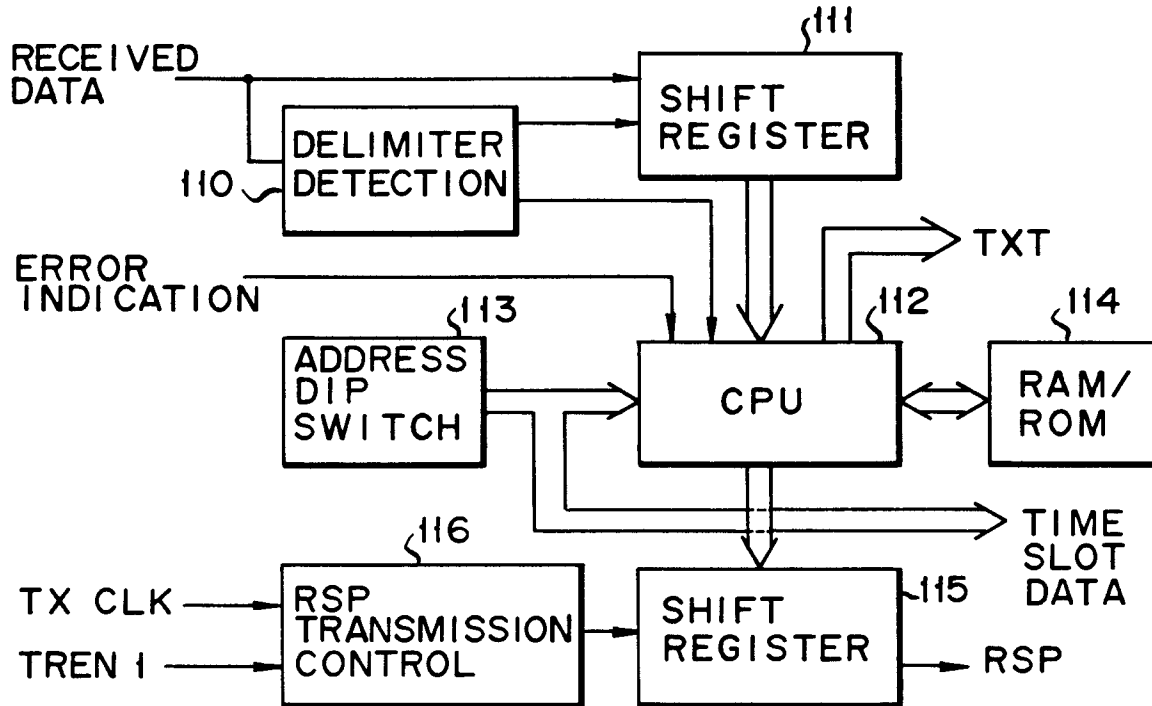 111
RECEIVED
DATA
SHIFT
REGISTER
DELIMITER
DETECTION
110
TXT
ERROR
INDICATION
113
112
114
ADDRESS
DIP
SWITCH
CPU
RAM/
ROM
116
TIME
SLOT
DATA
TX CLK
TREN 1
RSP
TRANSMISSION
CONTROL
SHIFT
REGISTER
115
RSP